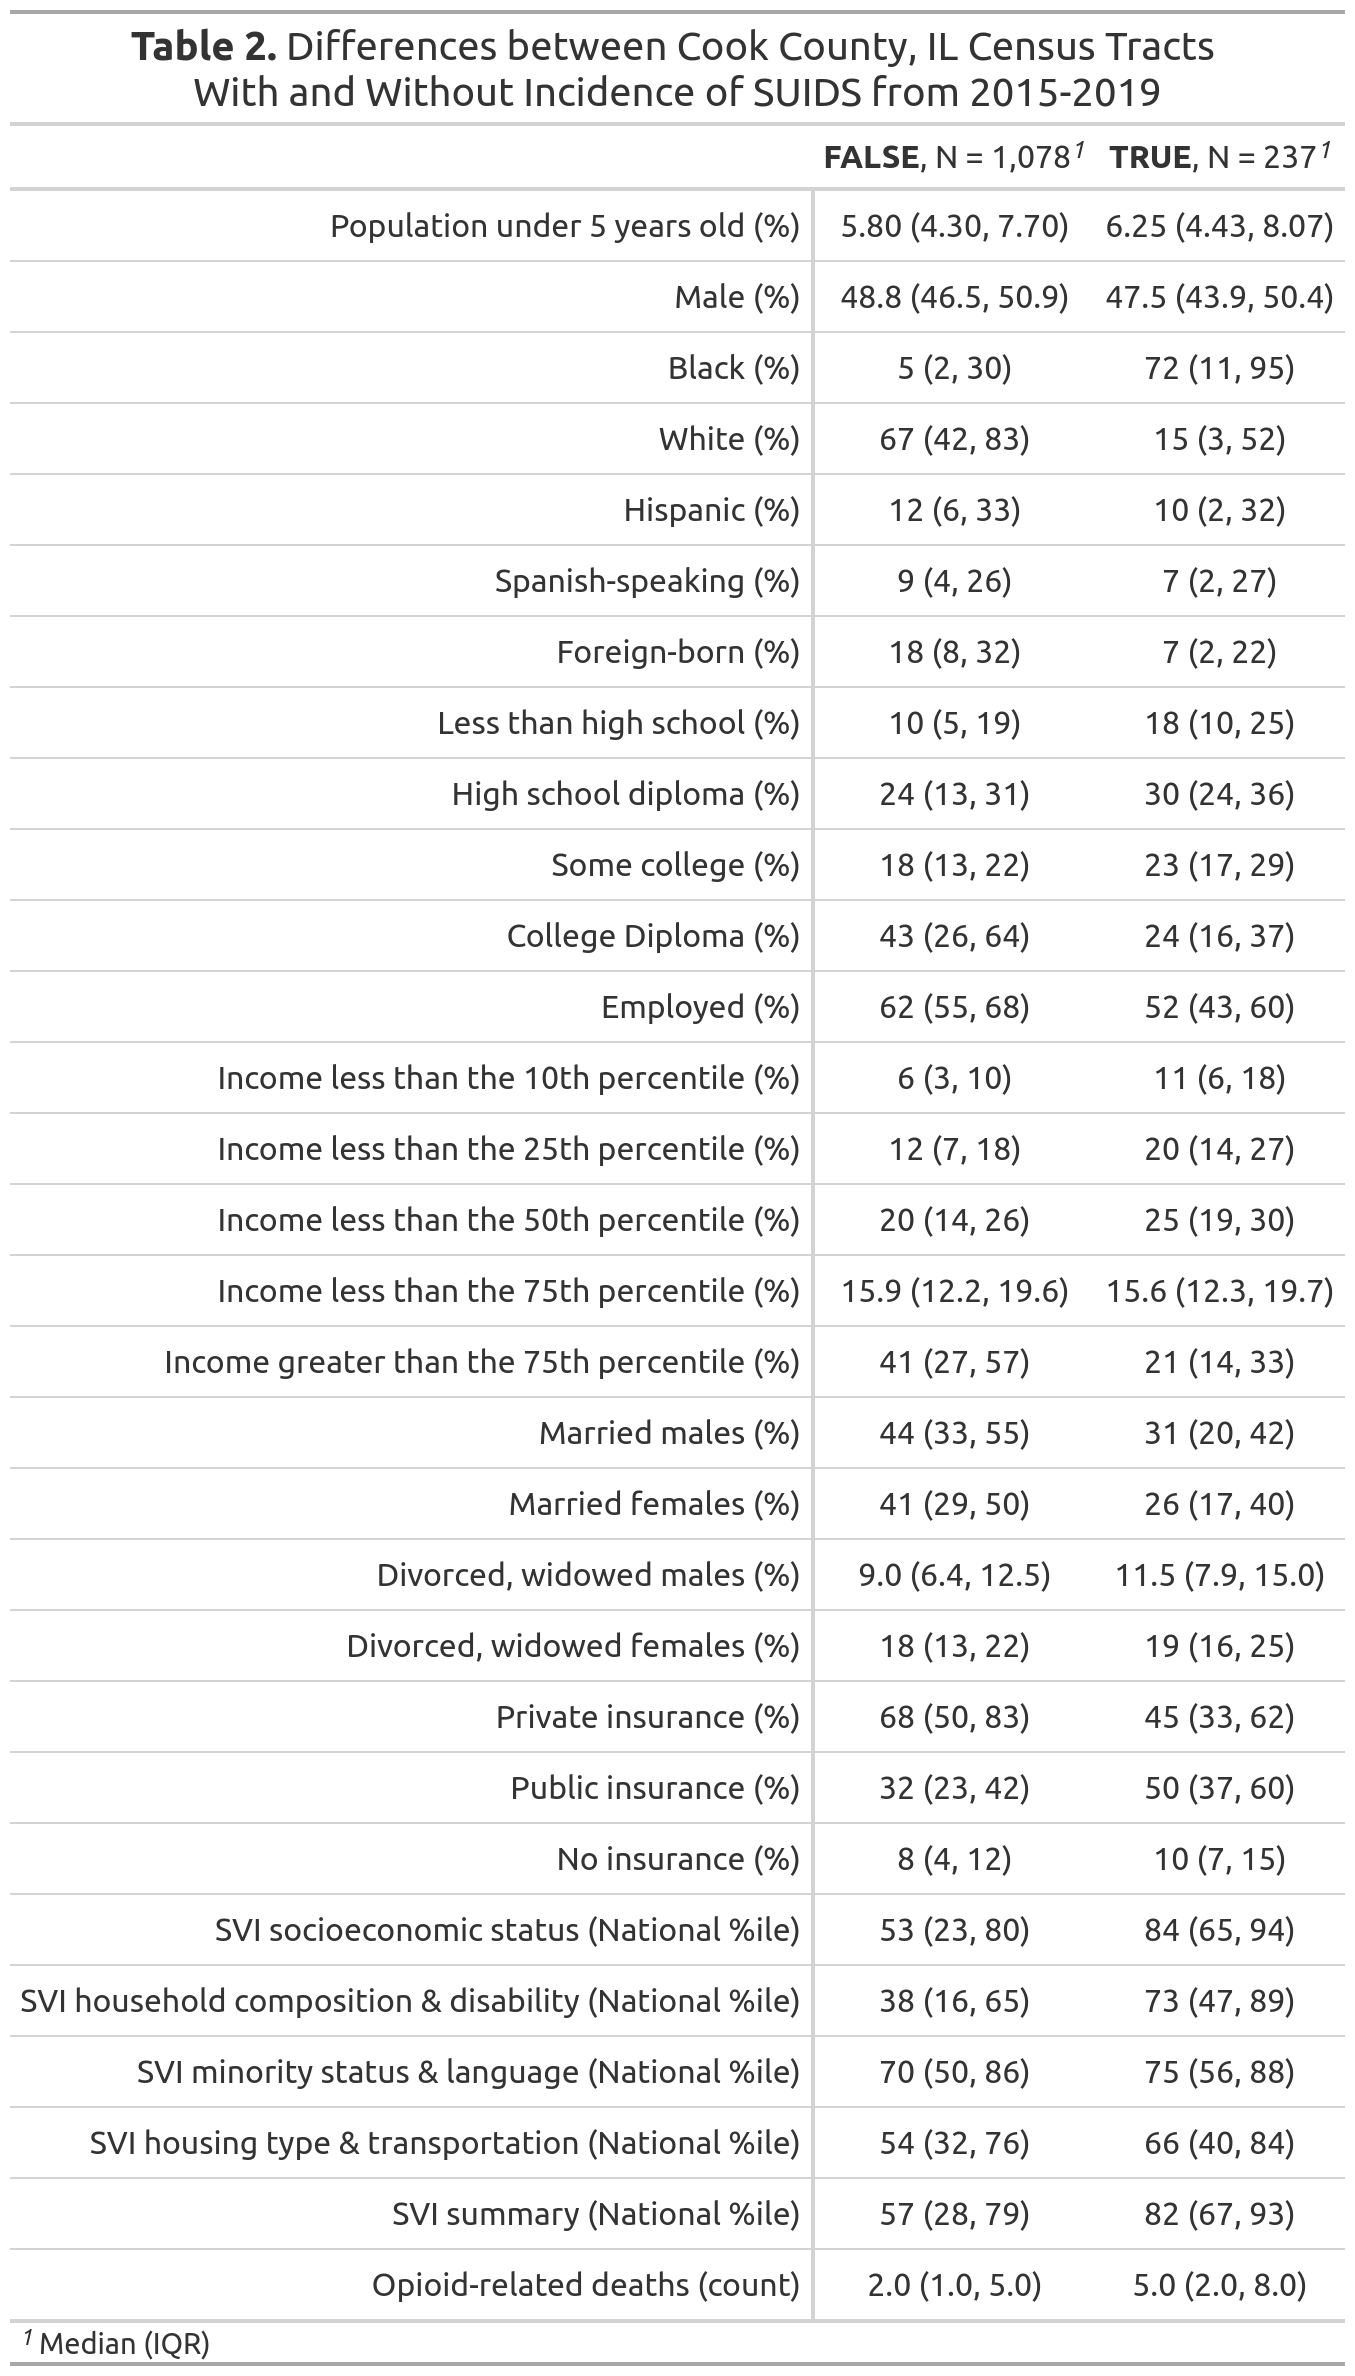 Table 2. Differences between Cook County, IL Census Tracts
With and Without Incidence of SUIDS from 2015-2019
FALSE, N = 1,078¹ TRUE, N = 237¹
Population under 5 years old (%) 5.80 (4.30, 7.70) 6.25 (4.43, 8.07)
Male (%) 48.8 (46.5, 50.9) 47.5 (43.9, 50.4)
Black (%) 5 (2, 30) 72 (11, 95)
White (%) 67 (42, 83) 15 (3, 52)
Hispanic (%) 12 (6, 33) 10 (2, 32)
Spanish-speaking (%) 9 (4, 26) 7 (2, 27)
Foreign-born (%) 18 (8, 32) 7 (2, 22)
Less than high school (%) 10 (5, 19) 18 (10, 25)
High school diploma (%) 24 (13, 31) 30 (24, 36)
Some college (%) 18 (13, 22) 23 (17, 29)
College Diploma (%) 43 (26, 64) 24 (16, 37)
Employed (%) 62 (55, 68) 52 (43, 60)
Income less than the 10th percentile (%) 6 (3, 10) 11 (6, 18)
Income less than the 25th percentile (%) 12 (7, 18) 20 (14, 27)
Income less than the 50th percentile (%) 20 (14, 26) 25 (19, 30)
Income less than the 75th percentile (%) 15.9 (12.2, 19.6) 15.6 (12.3, 19.7)
Income greater than the 75th percentile (%) 41 (27, 57) 21 (14, 33)
Married males (%) 44 (33, 55) 31 (20, 42)
Married females (%) 41 (29, 50) 26 (17, 40)
Divorced, widowed males (%) 9.0 (6.4, 12.5) 11.5 (7.9, 15.0)
Divorced, widowed females (%) 18 (13, 22) 19 (16, 25)
Private insurance (%) 68 (50, 83) 45 (33, 62)
Public insurance (%) 32 (23, 42) 50 (37, 60)
No insurance (%) 8 (4, 12) 10 (7, 15)
SVI socioeconomic status (National %ile) 53 (23, 80) 84 (65, 94)
SVI household composition & disability (National %ile) 38 (16, 65) 73 (47, 89)
SVI minority status & language (National %ile) 70 (50, 86) 75 (56, 88)
SVI housing type & transportation (National %ile) 54 (32, 76) 66 (40, 84)
SVI summary (National %ile) 57 (28, 79) 82 (67, 93)
Opioid-related deaths (count) 2.0 (1.0, 5.0) 5.0 (2.0, 8.0)
¹ Median (IQR)